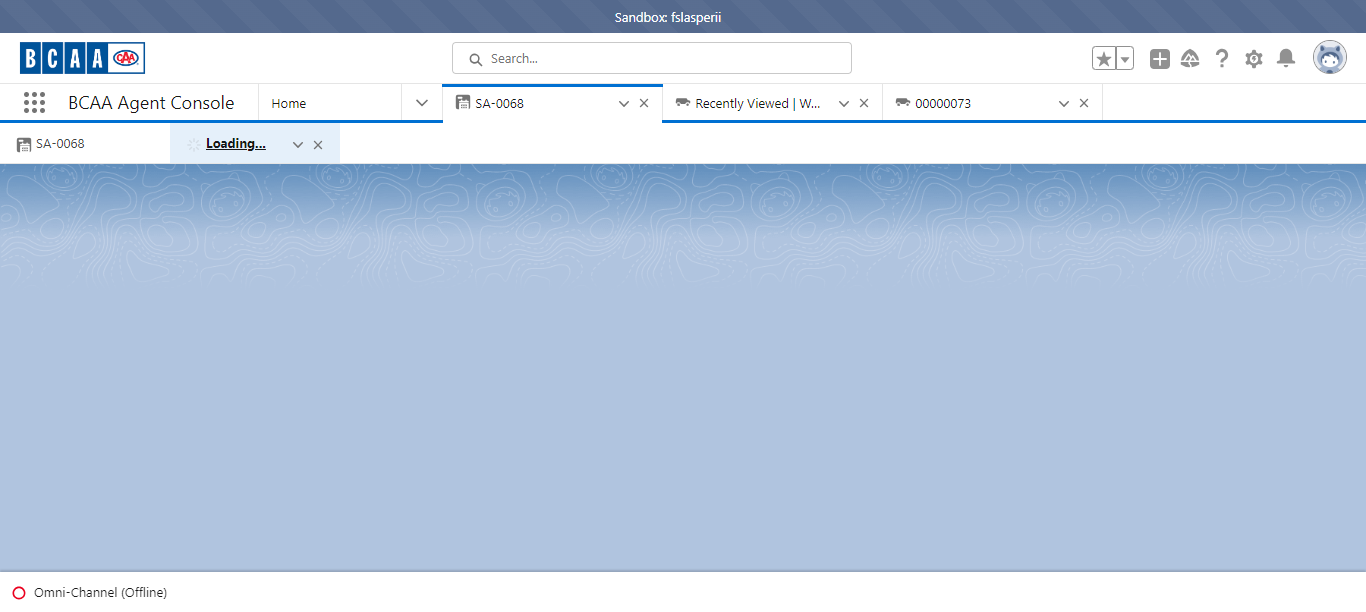 Sandbox: fslasperii
BCAA CAA
Search...
BCAA Agent Console
Home
SA-0068
Recently Viewed | W...
00000073
SA-0068
Loading...
Omni-Channel (Offline)